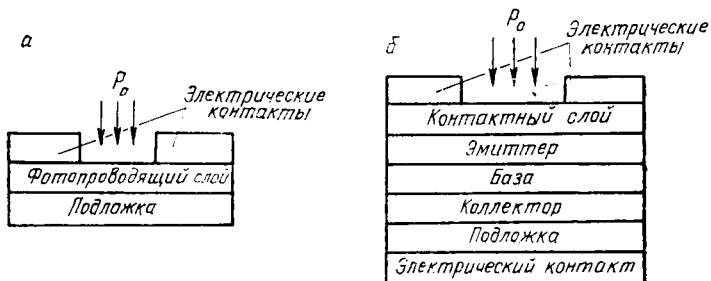 а
P₀
Электрические
контакты
Фотопроводящий слой
Подложка
б
P₀
Электрические
контакты
Контактный слой
Эмиттер
База
Коллектор
Подложка
Электрический контакт